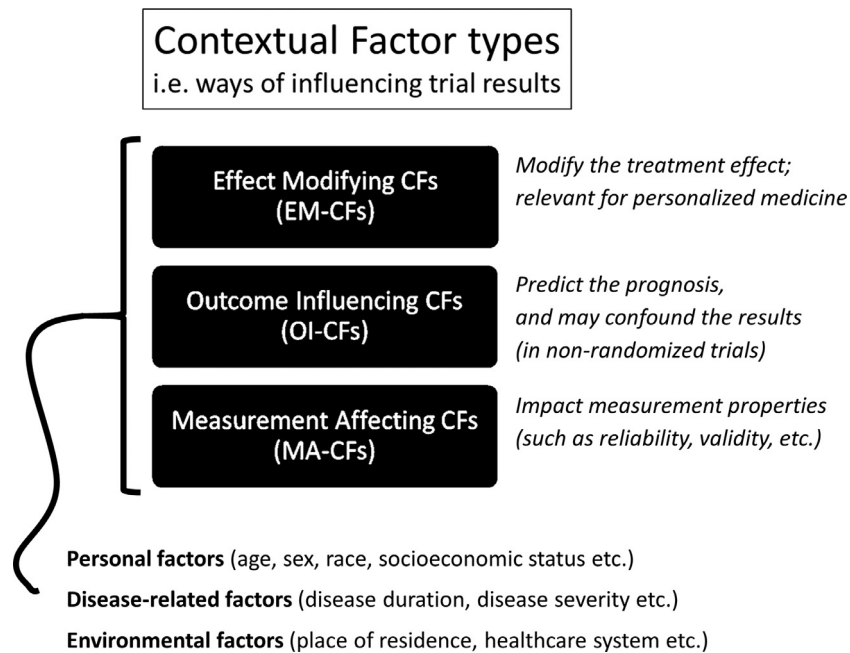 Contextual Factor types
i.e. ways of influencing trial results
Effect Modifying CFs
(EM-CFs)
Modify the treatment effect;
relevant for personalized medicine
Outcome Influencing CFs
(OI-CFs)
Predict the prognosis,
and may confound the results
(in non-randomized trials)
Measurement Affecting CFs
(MA-CFs)
Impact measurement properties
(such as reliability, validity, etc.)
Personal factors (age, sex, race, socioeconomic status etc.)
Disease-related factors (disease duration, disease severity etc.)
Environmental factors (place of residence, healthcare system etc.)